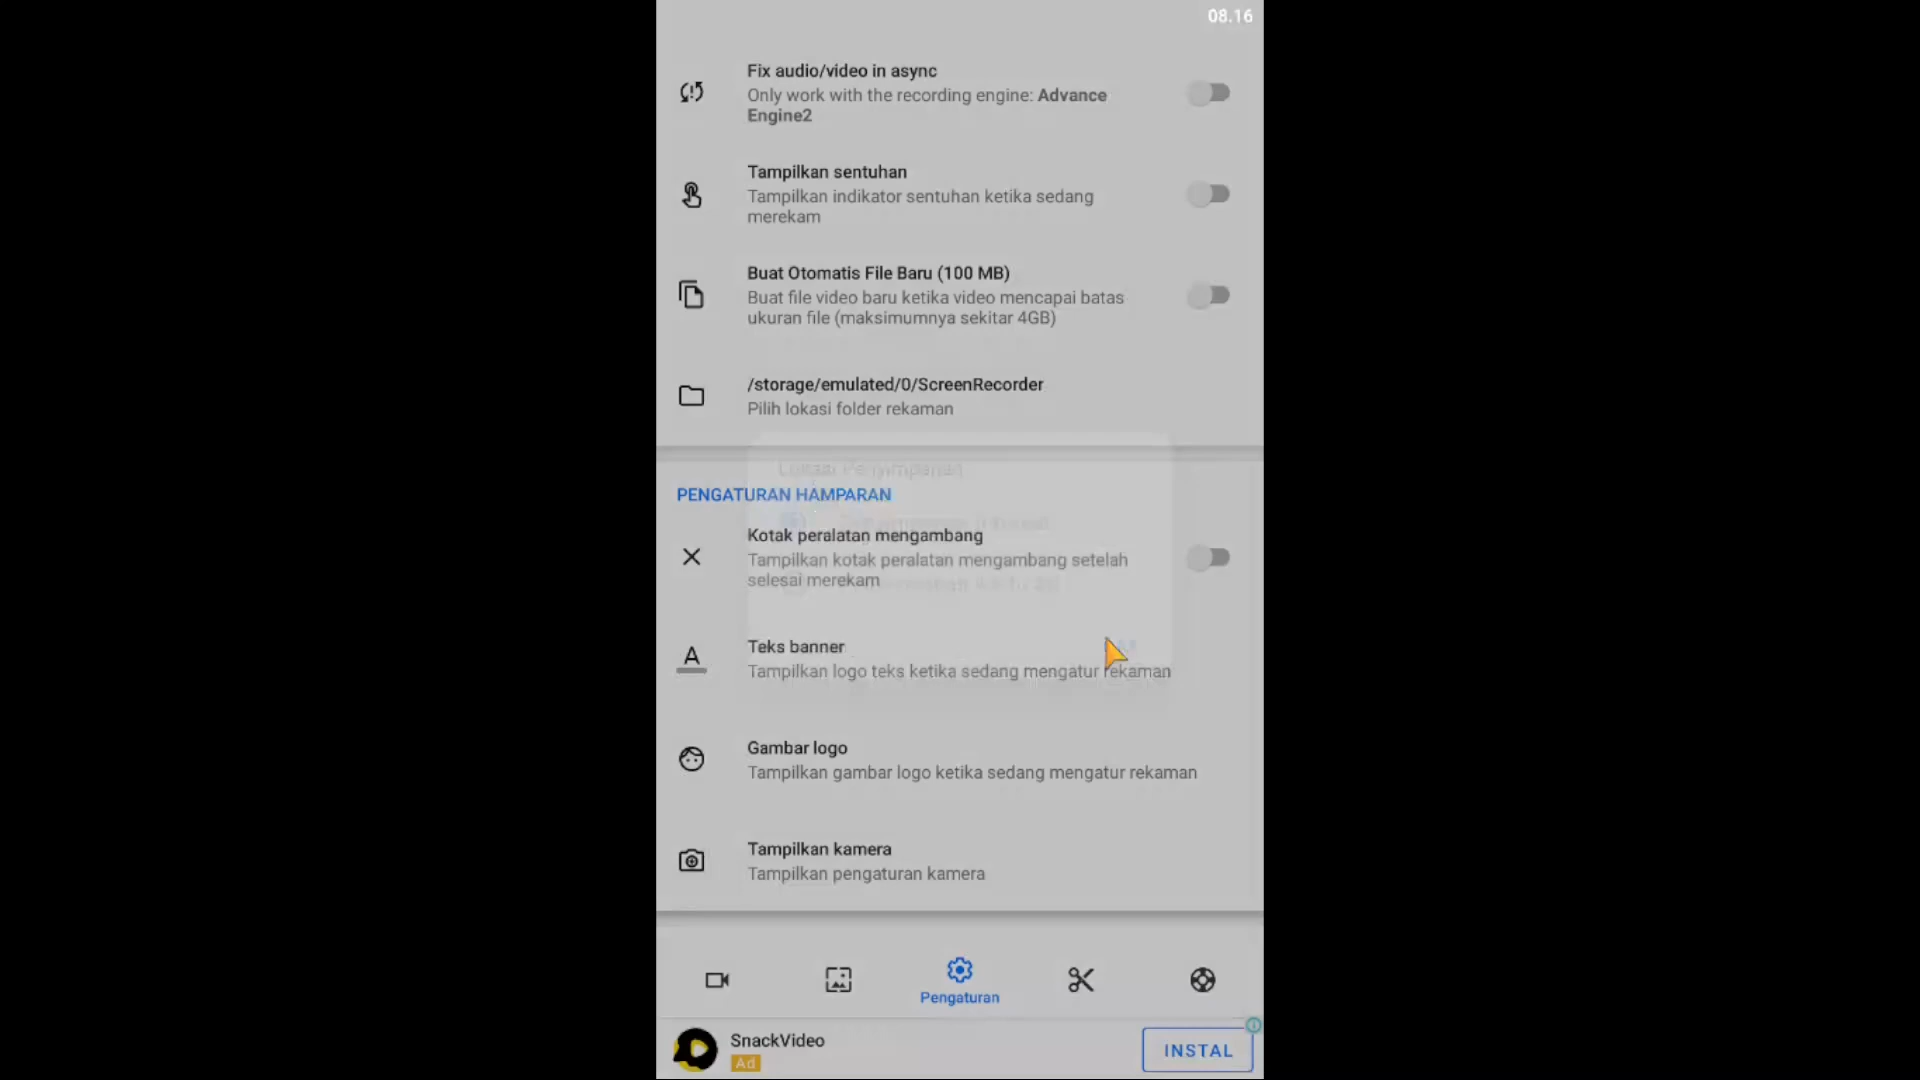 08.16
Fix audio/video in async
Only work with the recording engine: Advance
Engine2
Tampilkan sentuhan
Tampilkan indikator sentuhan ketika sedang
merekam
Buat Otomatis File Baru (100 MB)
Buat file video baru ketika video mencapai batas
ukuran file (maksimumnya sekitar 4GB)
/storage/emulated/0/ScreenRecorder
Pilih lokasi folder rekaman
Lokasi Penyimpanan
PENGATURAN HAMPARAN
Kotak peralatan mengambang
Tampilkan kotak peralatan mengambang setelah
selesai merekam
Teks banner
Tampilkan logo teks ketika sedang mengatur rekaman
Gambar logo
Tampilkan gambar logo ketika sedang mengatur rekaman
Tampilkan kamera
Tampilkan pengaturan kamera
Pengaturan
SnackVideo
Ad
INSTAL